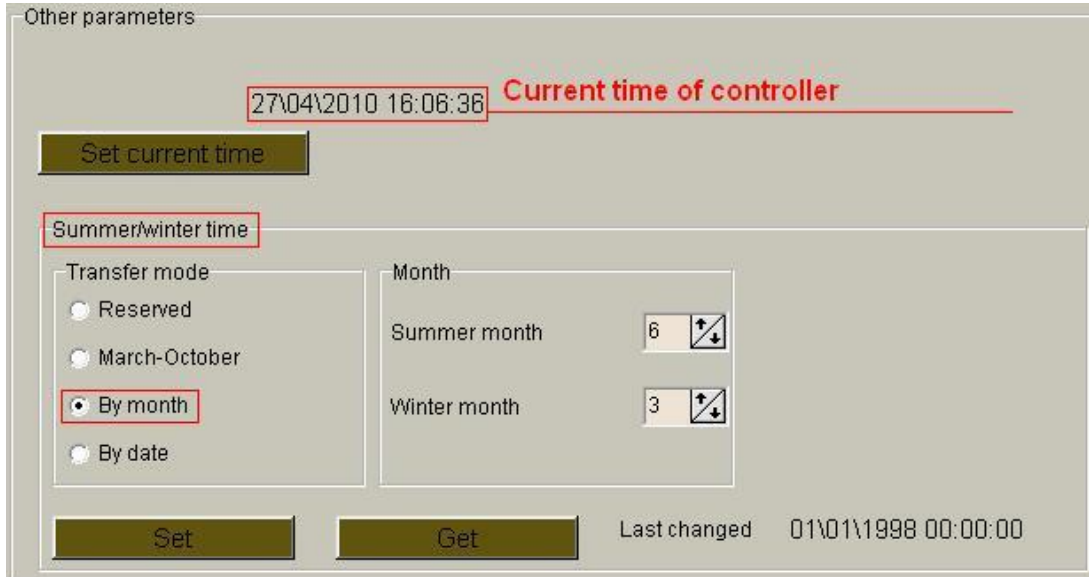 Other parameters
27\04\2010 16:06:36 Current time of controller
Set current time
Summer/winter time
Transfer mode
Reserved
March-October
By month
By date
Month
Summer month 6
Winter month 3
Set Get Last changed 01\01\1998 00:00:00